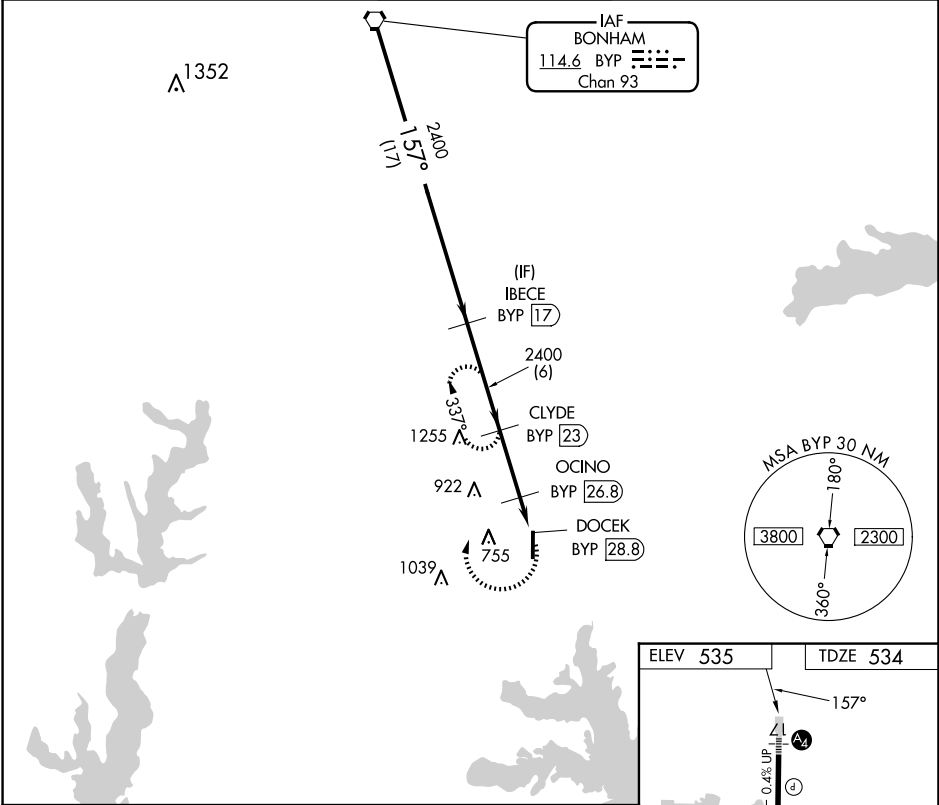 IAF
BONHAM
114.6 BYP
Chan 93
1352
2400
157°
(17)
(IF)
IBECE
BYP 17
2400
(6)
337°
CLYDE
BYP 23
1255
OCINO
BYP 26.8
922
DOCEK
BYP 28.8
755
1039
MSA BYP 30 NM
180°
3800
2300
360°
ELEV 535
TDZE 534
157°
17
A4
0.4% UP
P